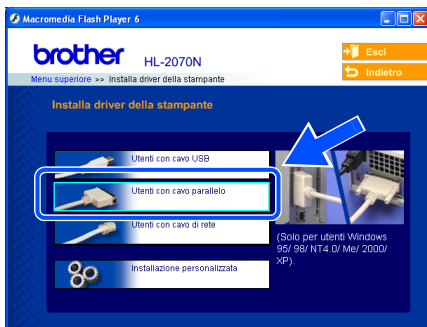 Macromedia Flash Player 6
brother
HL-2070N
Esci
Indietro
Menu superiore >> Installa driver della stampante
Installa driver della stampante
Utenti con cavo USB
Utenti con cavo parallelo
Utenti con cavo di rete
Installazione personalizzata
(Solo per utenti Windows
95/ 98/ NT4.0/ Me/ 2000/
XP).